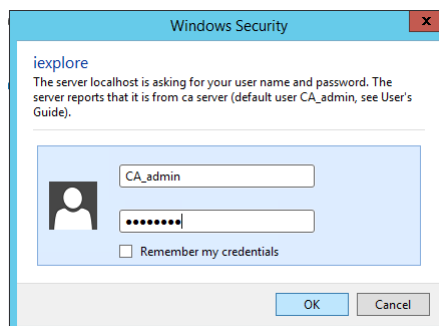 Windows Security
x
iexplore
The server localhost is asking for your user name and password. The
server reports that it is from ca server (default user CA_admin, see User's
Guide).
CA_admin
••••••••
Remember my credentials
OK
Cancel